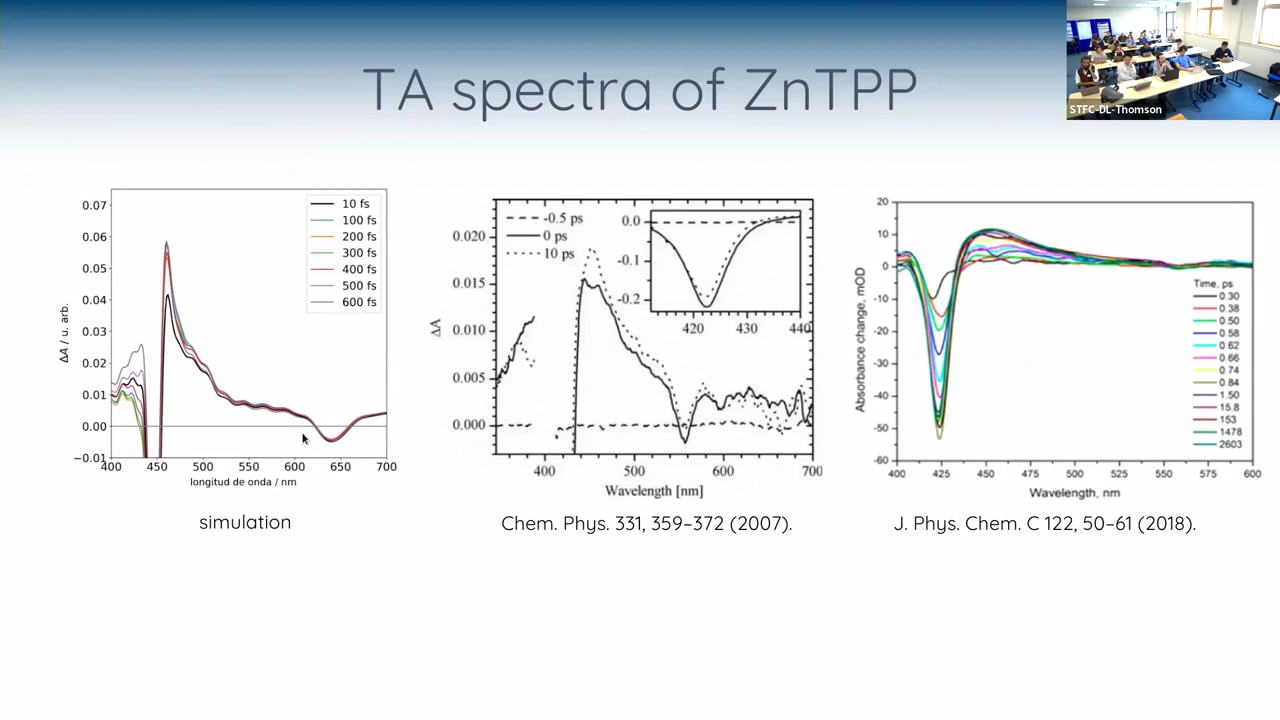 TA spectra of ZnTPP
STFC-DL-Thomson
0.07
0.06
0.05
0.04
0.03
0.02
0.01
0.00
−0.01
ΔA / u. arb.
10 fs
100 fs
200 fs
300 fs
400 fs
500 fs
600 fs
400 450 500 550 600 650 700
longitud de onda / nm
simulation
0.020
0.015
0.010
0.005
0.000
ΔA
-0.5 ps
0 ps
10 ps
0.0
-0.1
-0.2
420 430 440
400 500 600 700
Wavelength [nm]
Chem. Phys. 331, 359–372 (2007).
20
10
0
-10
-20
-30
-40
-50
-60
Absorbance change, mOD
Time, ps
0.30
0.38
0.50
0.58
0.62
0.66
0.74
0.84
1.50
15.8
153
1478
2603
400 425 450 475 500 525 550 575 600
Wavelength, nm
J. Phys. Chem. C 122, 50–61 (2018).